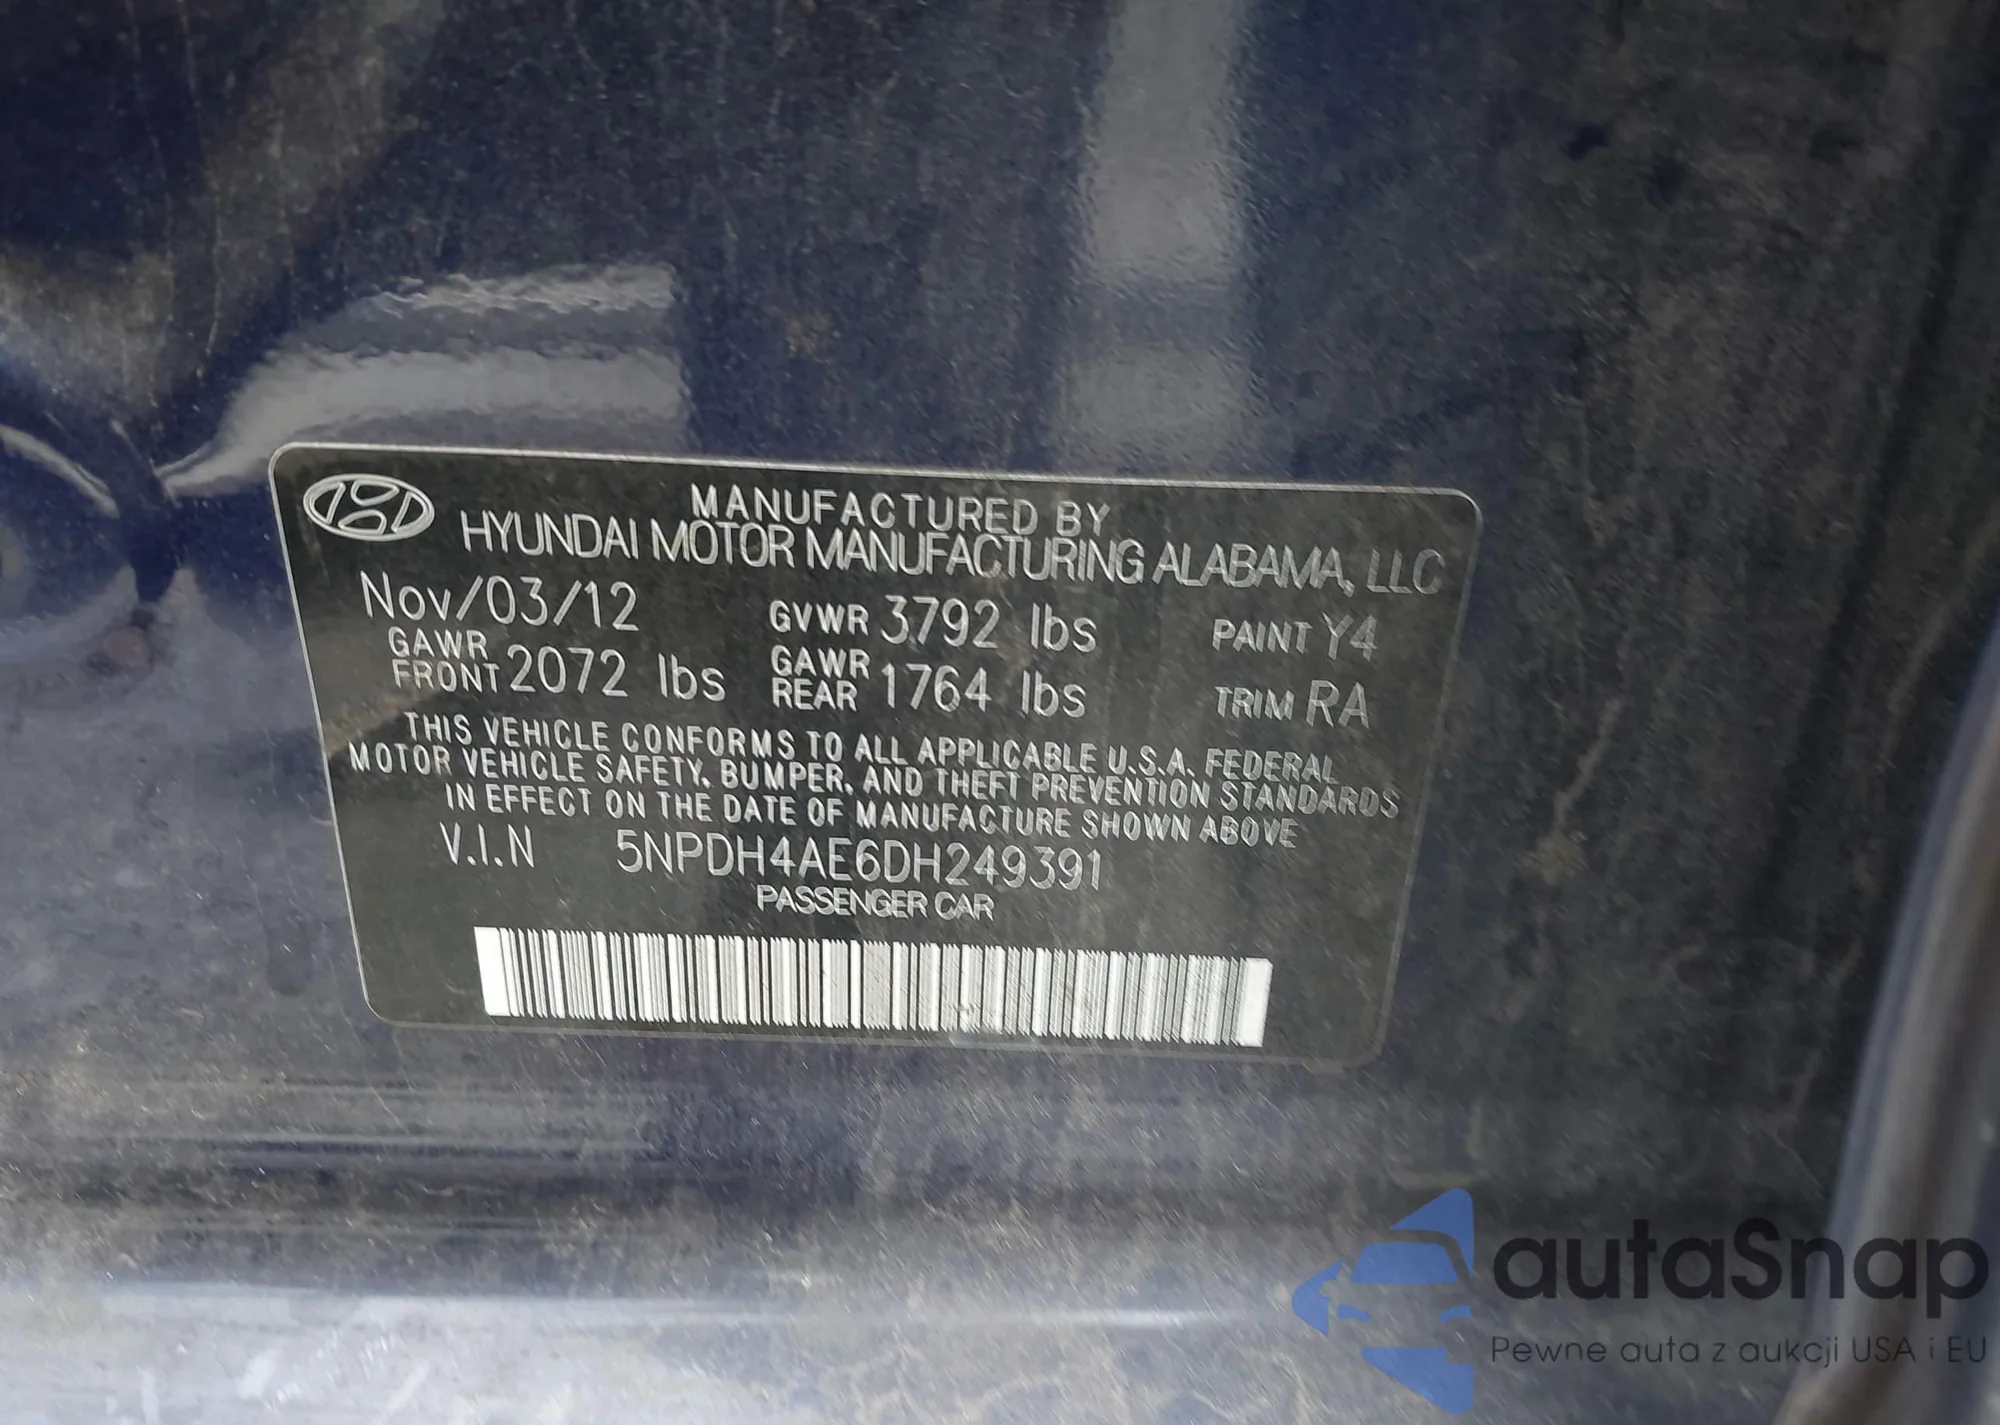 MANUFACTURED BY
HYUNDAI MOTOR MANUFACTURING ALABAMA, LLC
Nov/03/12 GVWR 3792 lbs PAINT Y4
GAWR FRONT 2072 lbs GAWR REAR 1764 lbs TRIM RA
THIS VEHICLE CONFORMS TO ALL APPLICABLE U.S.A. FEDERAL
MOTOR VEHICLE SAFETY, BUMPER, AND THEFT PREVENTION STANDARDS
IN EFFECT ON THE DATE OF MANUFACTURE SHOWN ABOVE
V.I.N 5NPDH4AE6DH249391
PASSENGER CAR
autaSnap
Pewne auta z aukcji USA i EU